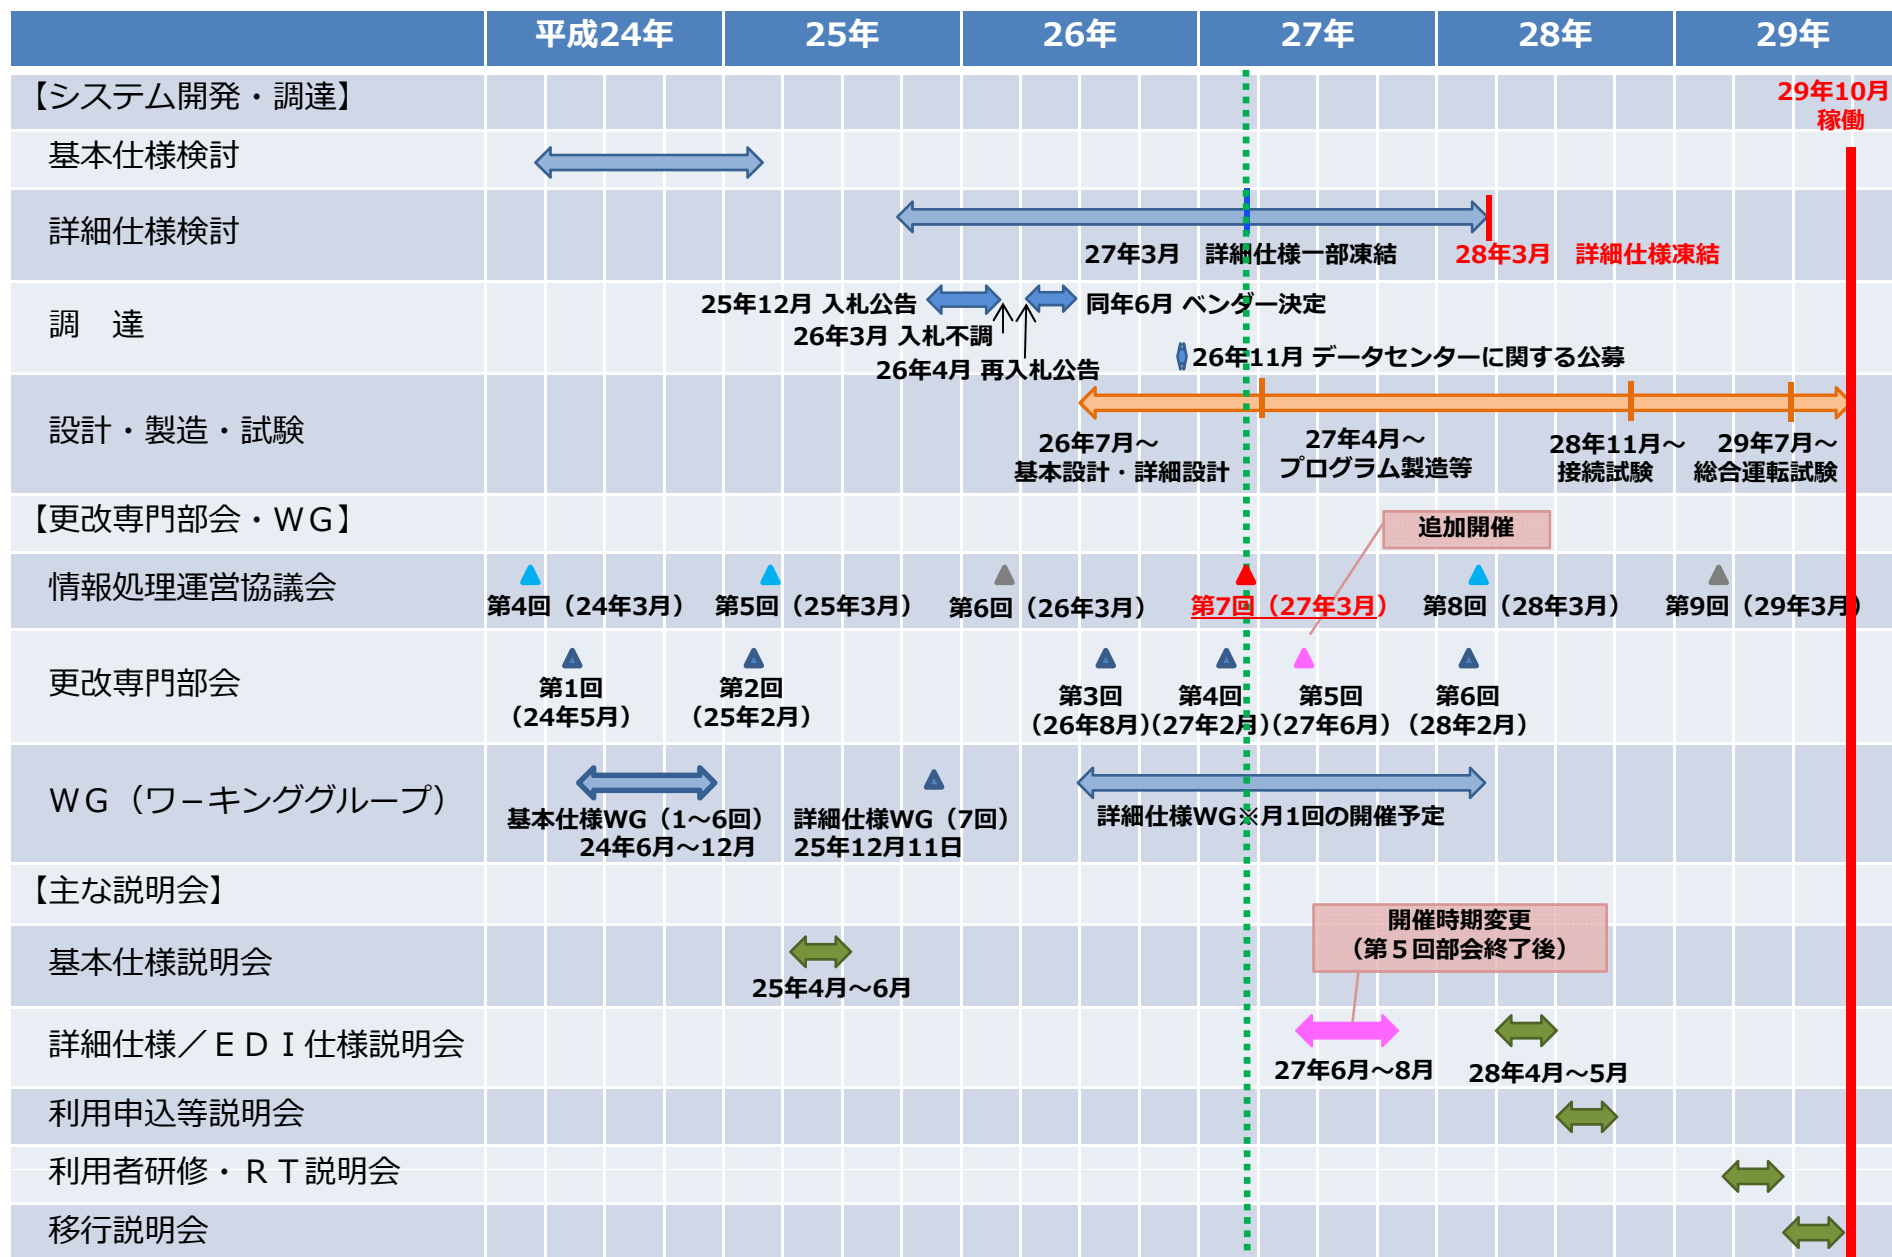 平成24年 25年 26年 27年 28年 29年
【システム開発・調達】
29年10月
稼働
基本仕様検討
詳細仕様検討
27年3月　詳細仕様一部凍結
28年3月　詳細仕様凍結
調　達
25年12月 入札公告
同年6月 ベンダー決定
26年3月 入札不調
26年4月 再入札公告
26年11月 データセンターに関する公募
設計・製造・試験
26年7月～
基本設計・詳細設計
27年4月～
プログラム製造等
28年11月～
接続試験
29年7月～
総合運転試験
【更改専門部会・ＷＧ】
追加開催
情報処理運営協議会
第4回（24年3月） 第5回（25年3月） 第6回（26年3月） 第7回（27年3月） 第8回（28年3月） 第9回（29年3月）
更改専門部会
第1回
（24年5月）
第2回
（25年2月）
第3回
（26年8月）
第4回
（27年2月）
第5回
（27年6月）
第6回
（28年2月）
ＷＧ（ワーキンググループ）
基本仕様WG（1～6回）
24年6月～12月
詳細仕様WG（7回）
25年12月11日
詳細仕様WG※月1回の開催予定
【主な説明会】
開催時期変更
（第５回部会終了後）
基本仕様説明会
25年4月～6月
詳細仕様／ＥＤＩ仕様説明会
27年6月～8月
28年4月～5月
利用申込等説明会
利用者研修・ＲＴ説明会
移行説明会